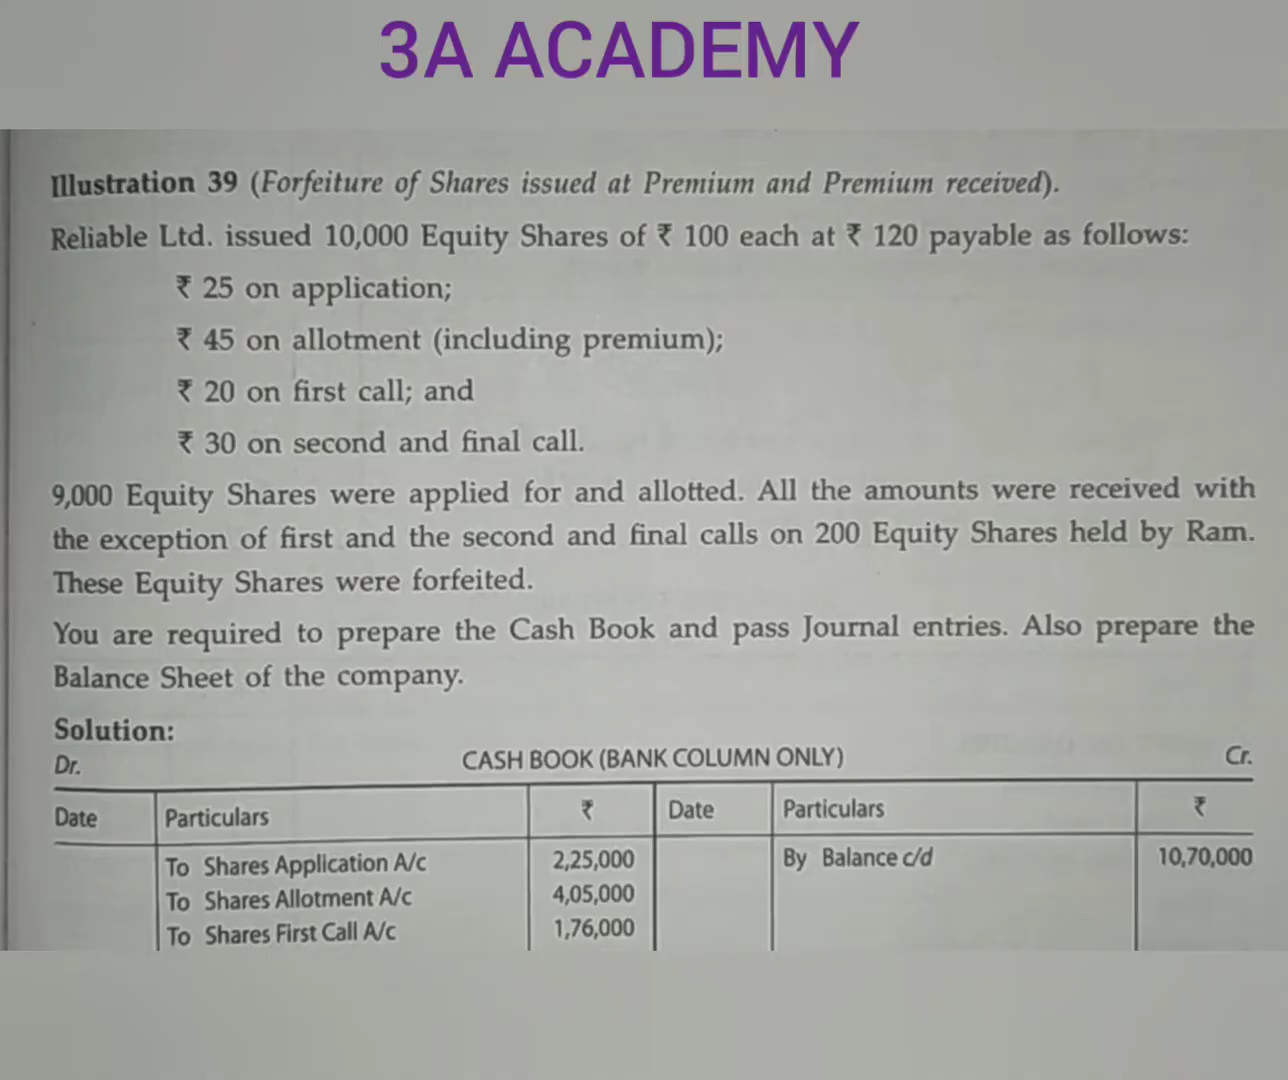 3A ACADEMY
Illustration 39 (Forfeiture of Shares issued at Premium and Premium received).
Reliable Ltd. issued 10,000 Equity Shares of ₹ 100 each at ₹ 120 payable as follows:
₹ 25 on application;
₹ 45 on allotment (including premium);
₹ 20 on first call; and
₹ 30 on second and final call.
9,000 Equity Shares were applied for and allotted. All the amounts were received with
the exception of first and the second and final calls on 200 Equity Shares held by Ram.
These Equity Shares were forfeited.
You are required to prepare the Cash Book and pass Journal entries. Also prepare the
Balance Sheet of the company.
Solution:
Dr. CASH BOOK (BANK COLUMN ONLY) Cr.
Date Particulars ₹ Date Particulars ₹
To Shares Application A/c 2,25,000 By Balance c/d 10,70,000
To Shares Allotment A/c 4,05,000
To Shares First Call A/c 1,76,000